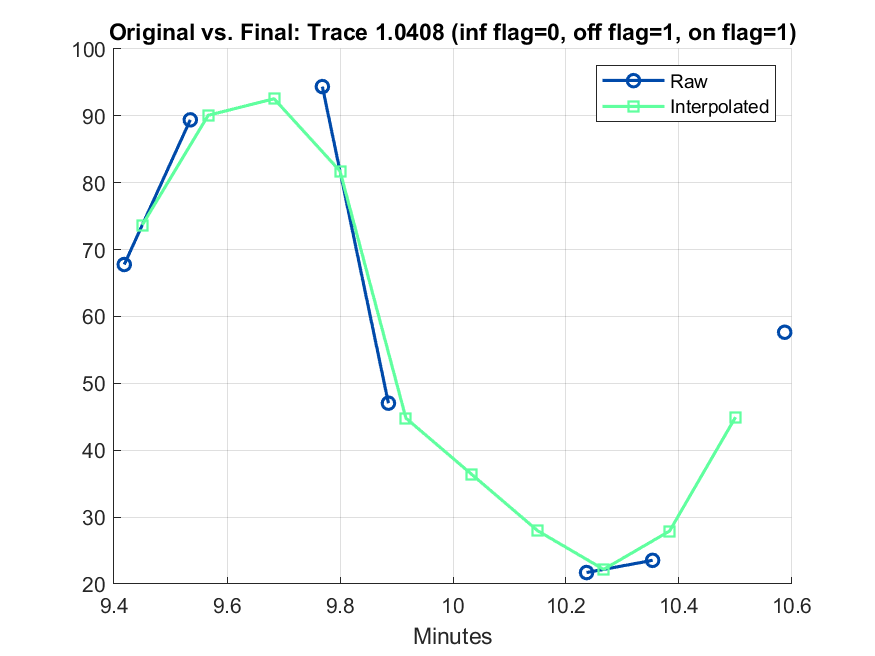 Original vs. Final: Trace 1.0408 (inf flag=0, off flag=1, on flag=1)
100
90
80
70
60
50
40
30
20
9.4 9.6 9.8 10 10.2 10.4 10.6
Minutes
Raw
Interpolated